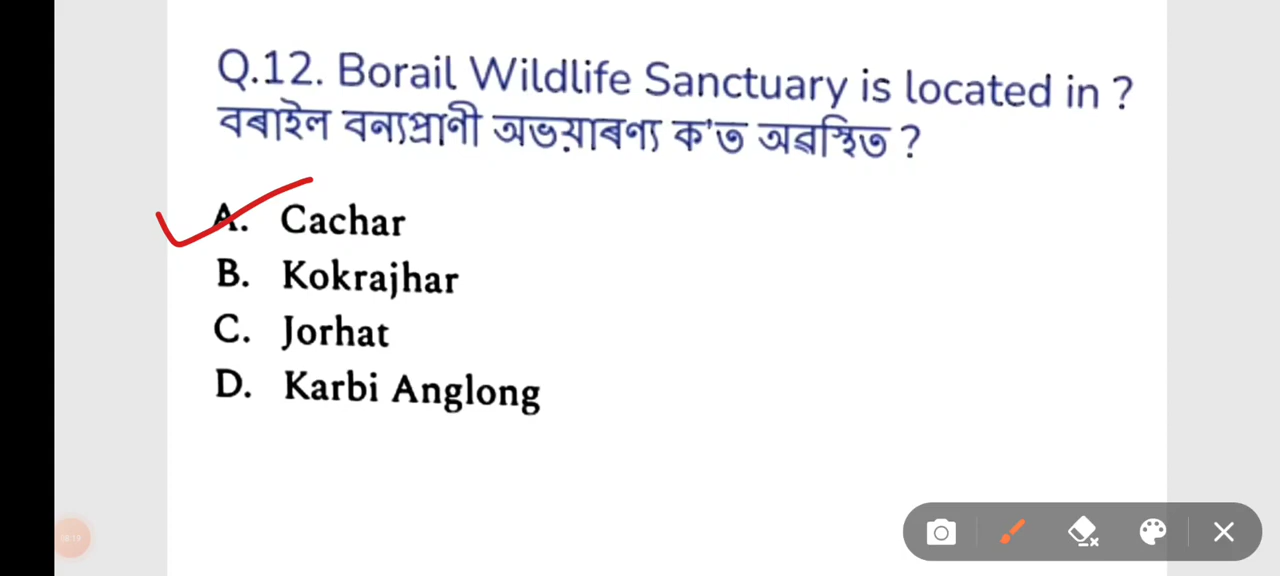 Q.12. Borail Wildlife Sanctuary is located in ?
বৰাইল বন্যপ্ৰাণী অভয়াৰণ্য ক'ত অৱস্থিত ?
A. Cachar
B. Kokrajhar
C. Jorhat
D. Karbi Anglong